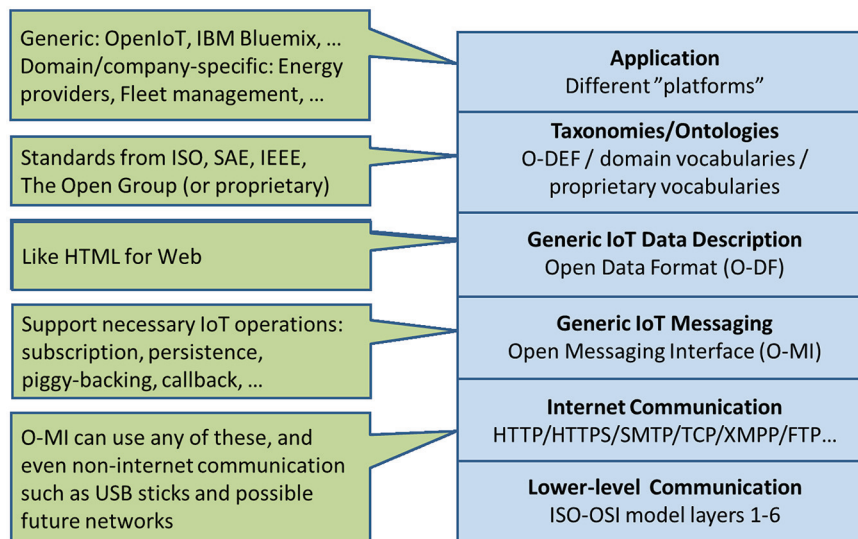 Generic: OpenIoT, IBM Bluemix, …
Domain/company-specific: Energy
providers, Fleet management, …
Application
Different ”platforms”
Standards from ISO, SAE, IEEE,
The Open Group (or proprietary)
Taxonomies/Ontologies
O-DEF / domain vocabularies /
proprietary vocabularies
Like HTML for Web
Generic IoT Data Description
Open Data Format (O-DF)
Support necessary IoT operations:
subscription, persistence,
piggy-backing, callback, …
Generic IoT Messaging
Open Messaging Interface (O-MI)
O-MI can use any of these, and
even non-internet communication
such as USB sticks and possible
future networks
Internet Communication
HTTP/HTTPS/SMTP/TCP/XMPP/FTP…
Lower-level Communication
ISO-OSI model layers 1-6